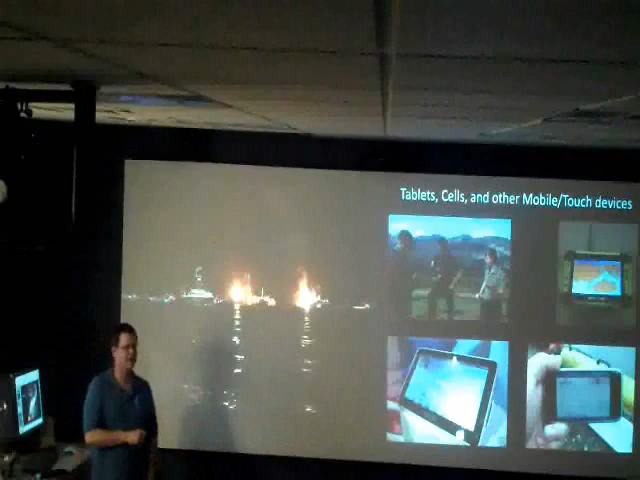 Tablets, Cells, and other Mobile/Touch devices